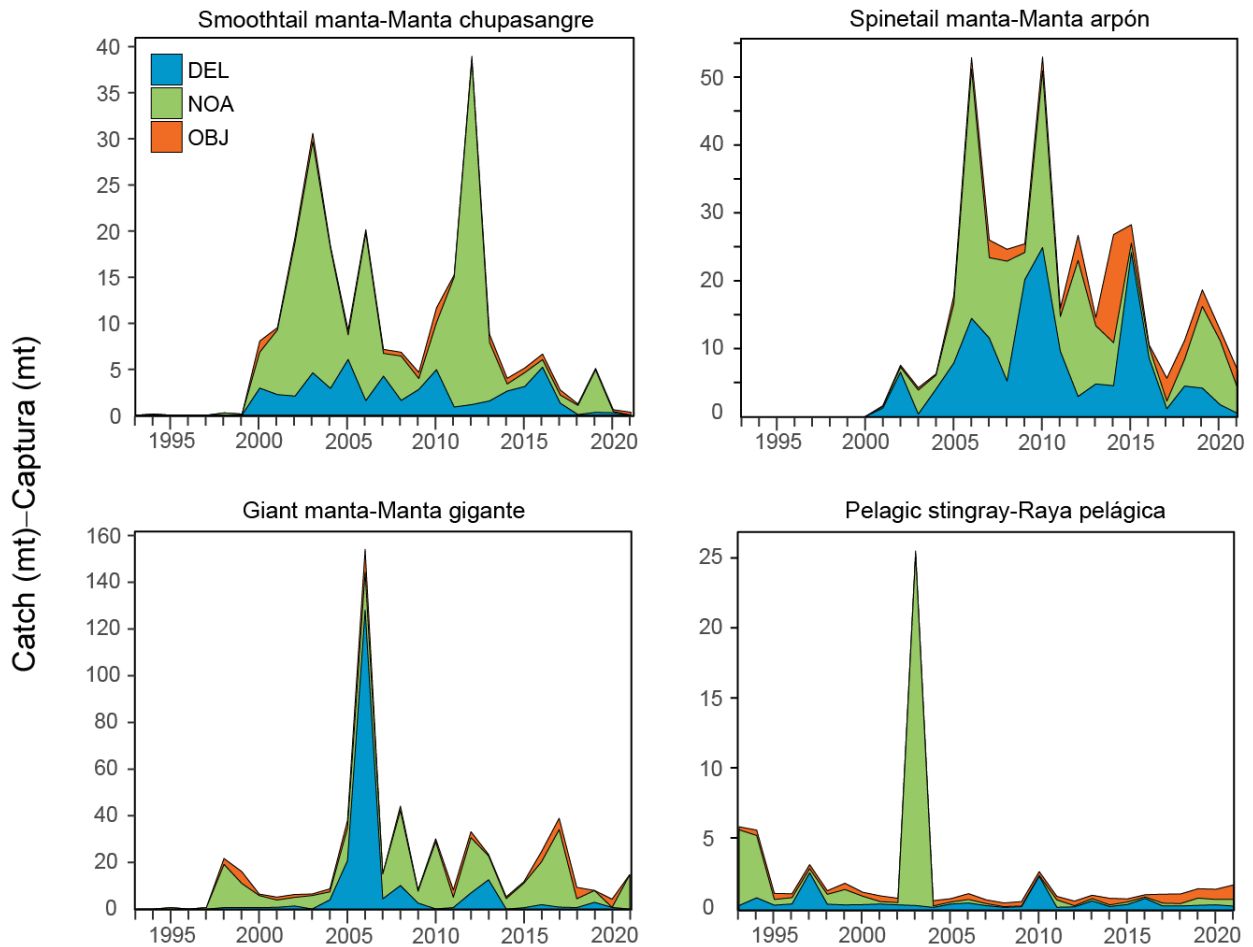 Smoothtail manta-Manta chupasangre
40
35
30
25
20
15
10
5
0
DEL
NOA
OBJ
1995 2000 2005 2010 2015 2020
Spinetail manta-Manta arpón
50
40
30
20
10
0
1995 2000 2005 2010 2015 2020
Catch (mt)–Captura (mt)
Giant manta-Manta gigante
160
140
120
100
80
60
40
20
0
1995 2000 2005 2010 2015 2020
Pelagic stingray-Raya pelágica
25
20
15
10
5
0
1995 2000 2005 2010 2015 2020